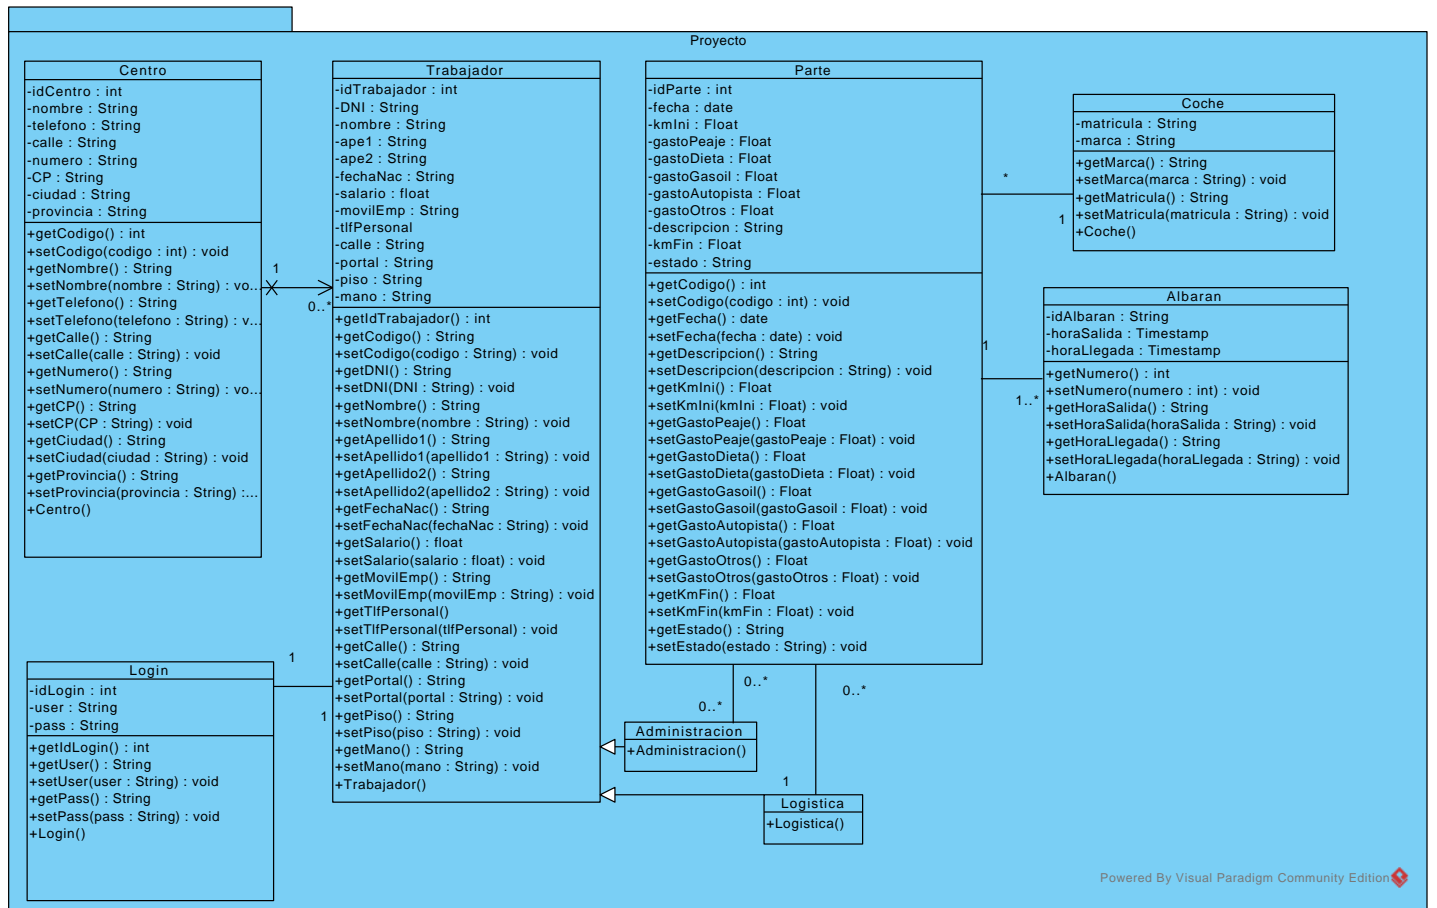 Proyecto
Centro
-idCentro : int
-nombre : String
-telefono : String
-calle : String
-numero : String
-CP : String
-ciudad : String
-provincia : String
+getCodigo() : int
+setCodigo(codigo : int) : void
+getNombre() : String
+setNombre(nombre : String) : vo...
+getTelefono() : String
+setTelefono(telefono : String) : v...
+getCalle() : String
+setCalle(calle : String) : void
+getNumero() : String
+setNumero(numero : String) : vo...
+getCP() : String
+setCP(CP : String) : void
+getCiudad() : String
+setCiudad(ciudad : String) : void
+getProvincia() : String
+setProvincia(provincia : String) :...
+Centro()
1
0..*
Trabajador
-idTrabajador : int
-DNI : String
-nombre : String
-ape1 : String
-ape2 : String
-fechaNac : String
-salario : float
-movilEmp : String
-tlfPersonal
-calle : String
-portal : String
-piso : String
-mano : String
+getIdTrabajador() : int
+getCodigo() : String
+setCodigo(codigo : String) : void
+getDNI() : String
+setDNI(DNI : String) : void
+getNombre() : String
+setNombre(nombre : String) : void
+getApellido1() : String
+setApellido1(apellido1 : String) : void
+getApellido2() : String
+setApellido2(apellido2 : String) : void
+getFechaNac() : String
+setFechaNac(fechaNac : String) : void
+getSalario() : float
+setSalario(salario : float) : void
+getMovilEmp() : String
+setMovilEmp(movilEmp : String) : void
+getTlfPersonal()
+setTlfPersonal(tlfPersonal) : void
+getCalle() : String
+setCalle(calle : String) : void
+getPortal() : String
+setPortal(portal : String) : void
+getPiso() : String
+setPiso(piso : String) : void
+getMano() : String
+setMano(mano : String) : void
+Trabajador()
Parte
-idParte : int
-fecha : date
-kmIni : Float
-gastoPeaje : Float
-gastoDieta : Float
-gastoGasoil : Float
-gastoAutopista : Float
-gastoOtros : Float
-descripcion : String
-kmFin : Float
-estado : String
+getCodigo() : int
+setCodigo(codigo : int) : void
+getFecha() : date
+setFecha(fecha : date) : void
+getDescripcion() : String
+setDescripcion(descripcion : String) : void
+getKmIni() : Float
+setKmIni(kmIni : Float) : void
+getGastoPeaje() : Float
+setGastoPeaje(gastoPeaje : Float) : void
+getGastoDieta() : Float
+setGastoDieta(gastoDieta : Float) : void
+getGastoGasoil() : Float
+setGastoGasoil(gastoGasoil : Float) : void
+getGastoAutopista() : Float
+setGastoAutopista(gastoAutopista : Float) : void
+getGastoOtros() : Float
+setGastoOtros(gastoOtros : Float) : void
+getKmFin() : Float
+setKmFin(kmFin : Float) : void
+getEstado() : String
+setEstado(estado : String) : void
*
1
Coche
-matricula : String
-marca : String
+getMarca() : String
+setMarca(marca : String) : void
+getMatricula() : String
+setMatricula(matricula : String) : void
+Coche()
1
1..*
Albaran
-idAlbaran : String
-horaSalida : Timestamp
-horaLlegada : Timestamp
+getNumero() : int
+setNumero(numero : int) : void
+getHoraSalida() : String
+setHoraSalida(horaSalida : String) : void
+getHoraLlegada() : String
+setHoraLlegada(horaLlegada : String) : void
+Albaran()
Login
-idLogin : int
-user : String
-pass : String
+getIdLogin() : int
+getUser() : String
+setUser(user : String) : void
+getPass() : String
+setPass(pass : String) : void
+Login()
1
1
0..*
0..*
Administracion
+Administracion()
0..*
1
Logistica
+Logistica()
Powered By Visual Paradigm Community Edition